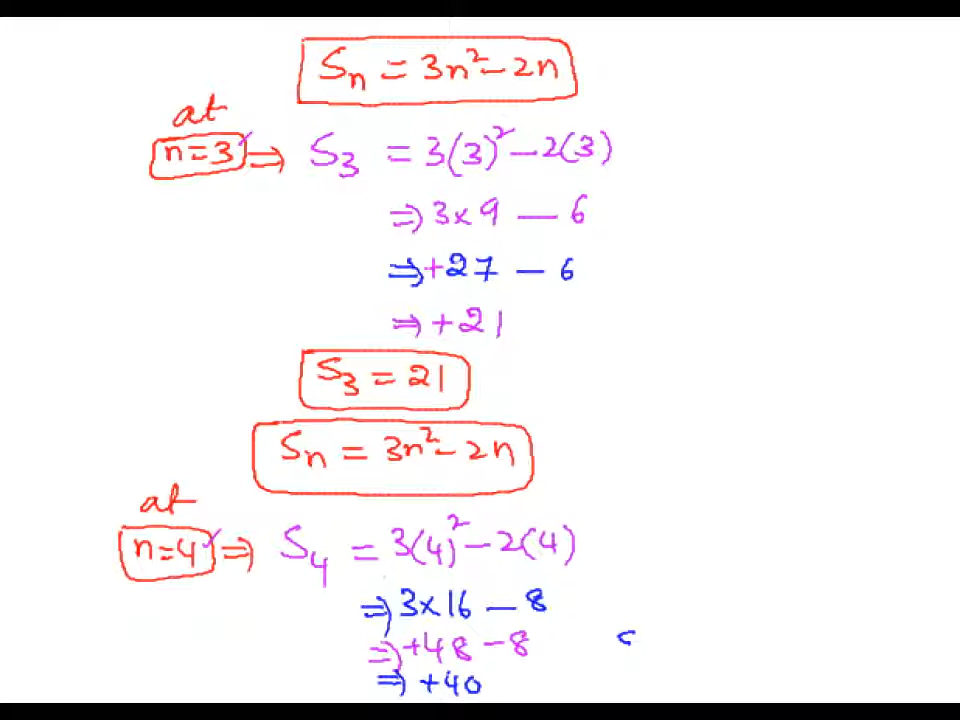 Sₙ = 3n² - 2n
at
n=3 ⇒ S₃ = 3(3)² - 2(3)
⇒ 3×9 — 6
⇒ +27 - 6
⇒ +21
S₃ = 21
Sₙ = 3n² - 2n
at
n=4 ⇒ S₄ = 3(4)² - 2(4)
⇒ 3×16 - 8
⇒ +48 - 8
⇒ +40